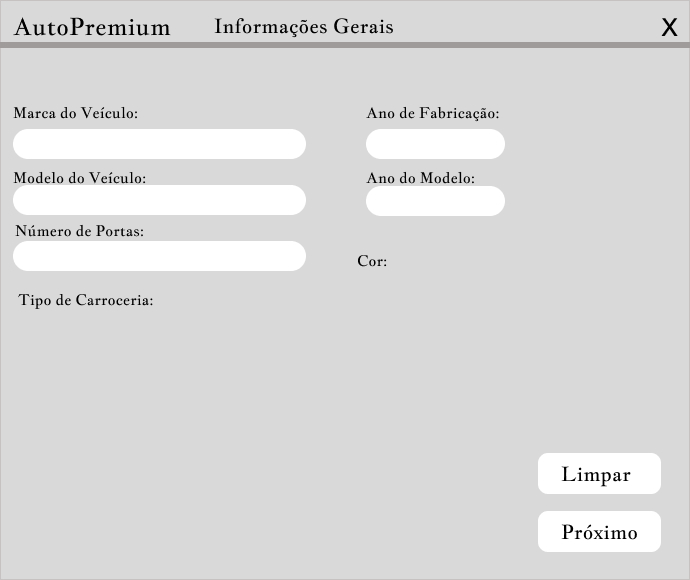 AutoPremium
Informações Gerais
X
Marca do Veículo:
Ano de Fabricação:
Modelo do Veículo:
Ano do Modelo:
Número de Portas:
Cor:
Tipo de Carroceria:
Limpar
Próximo